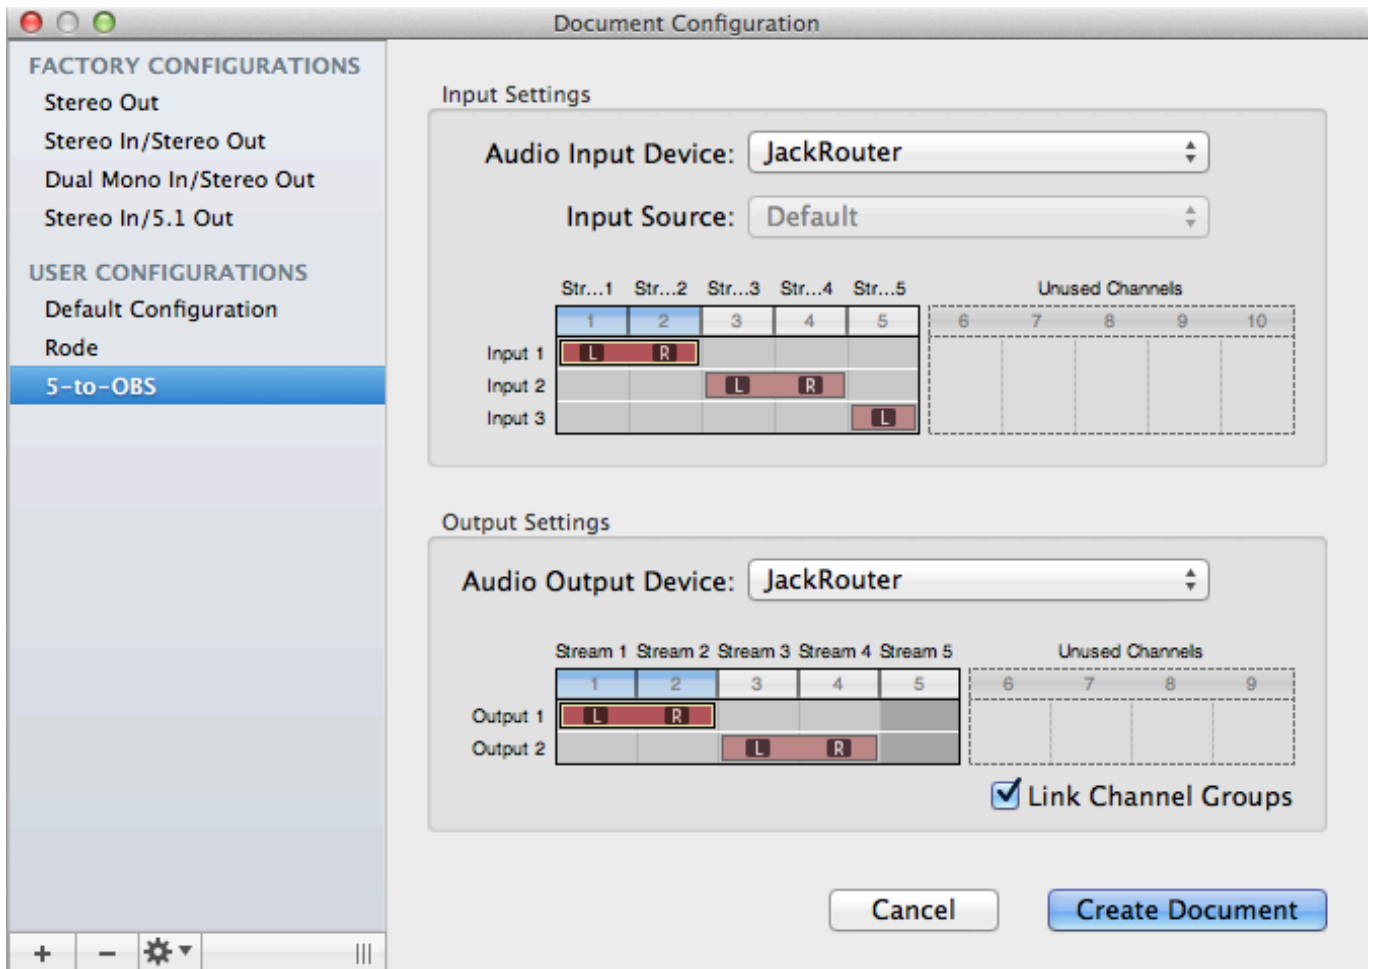 Document Configuration
FACTORY CONFIGURATIONS
Stereo Out
Stereo In/Stereo Out
Dual Mono In/Stereo Out
Stereo In/5.1 Out
USER CONFIGURATIONS
Default Configuration
Rode
5-to-OBS
Input Settings
Audio Input Device: JackRouter
Input Source: Default
Str...1 Str...2 Str...3 Str...4 Str...5 Unused Channels
1 2 3 4 5 6 7 8 9 10
Input 1 L R
Input 2 L R
Input 3 L
Output Settings
Audio Output Device: JackRouter
Stream 1 Stream 2 Stream 3 Stream 4 Stream 5 Unused Channels
1 2 3 4 5 6 7 8 9
Output 1 L R
Output 2 L R
Link Channel Groups
Cancel Create Document